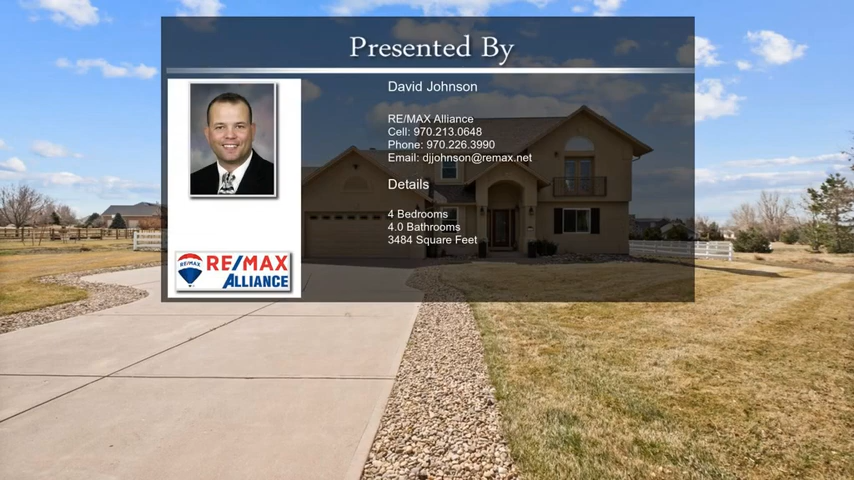 Presented By
David Johnson
RE/MAX Alliance
Cell: 970.213.0648
Phone: 970.226.3990
Email: djjohnson@remax.net
Details
4 Bedrooms
4.0 Bathrooms
3484 Square Feet
RE/MAX
RE/MAX
ALLIANCE